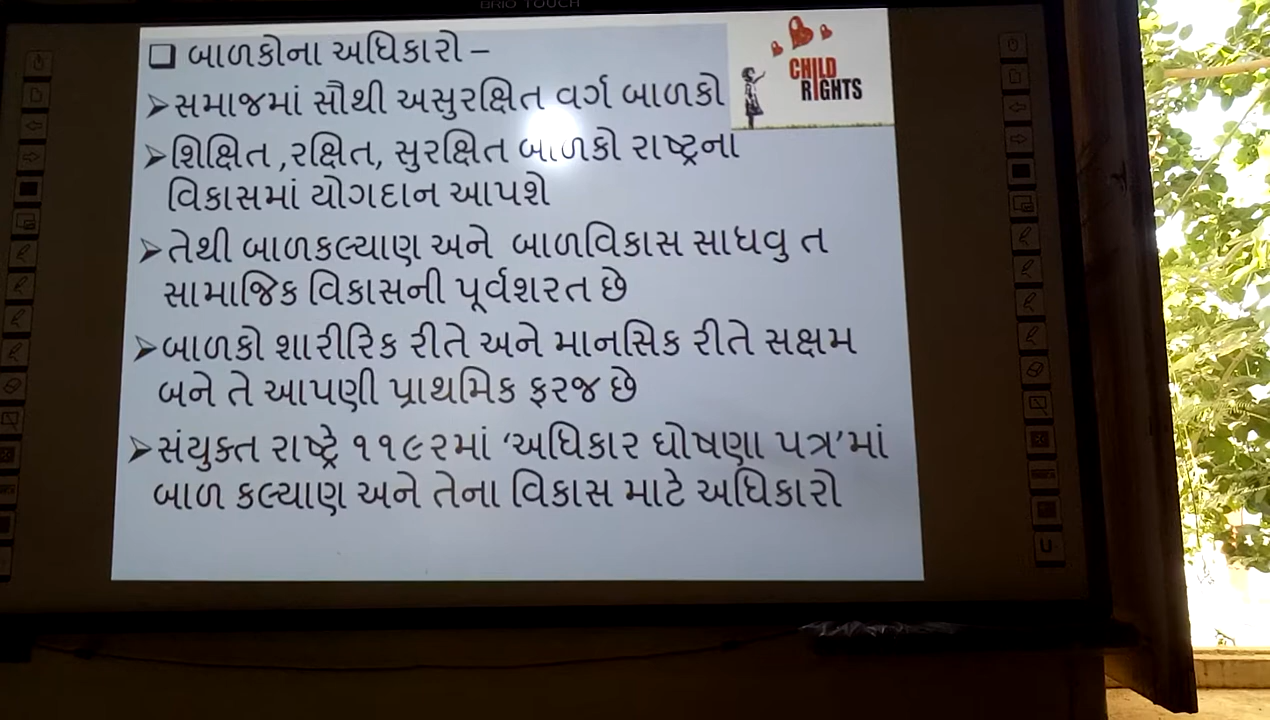 BRIO TOUCH
❑ બાળકોના અધિકારો –
CHILD
RIGHTS
➢સમાજમાં સૌથી અસુરક્ષિત વર્ગ બાળકો
➢શિક્ષિત ,રક્ષિત, સુરક્ષિત બાળકો રાષ્ટ્રના
વિકાસમાં યોગદાન આપશે
➢તેથી બાળકલ્યાણ અને બાળવિકાસ સાધવુ ત
સામાજિક વિકાસની પૂર્વશરત છે
➢બાળકો શારીરિક રીતે અને માનસિક રીતે સક્ષમ
બને તે આપણી પ્રાથમિક ફરજ છે
➢સંયુક્ત રાષ્ટ્રે ૧૧૯૨માં ‘અધિકાર ઘોષણા પત્ર’માં
બાળ કલ્યાણ અને તેના વિકાસ માટે અધિકારો